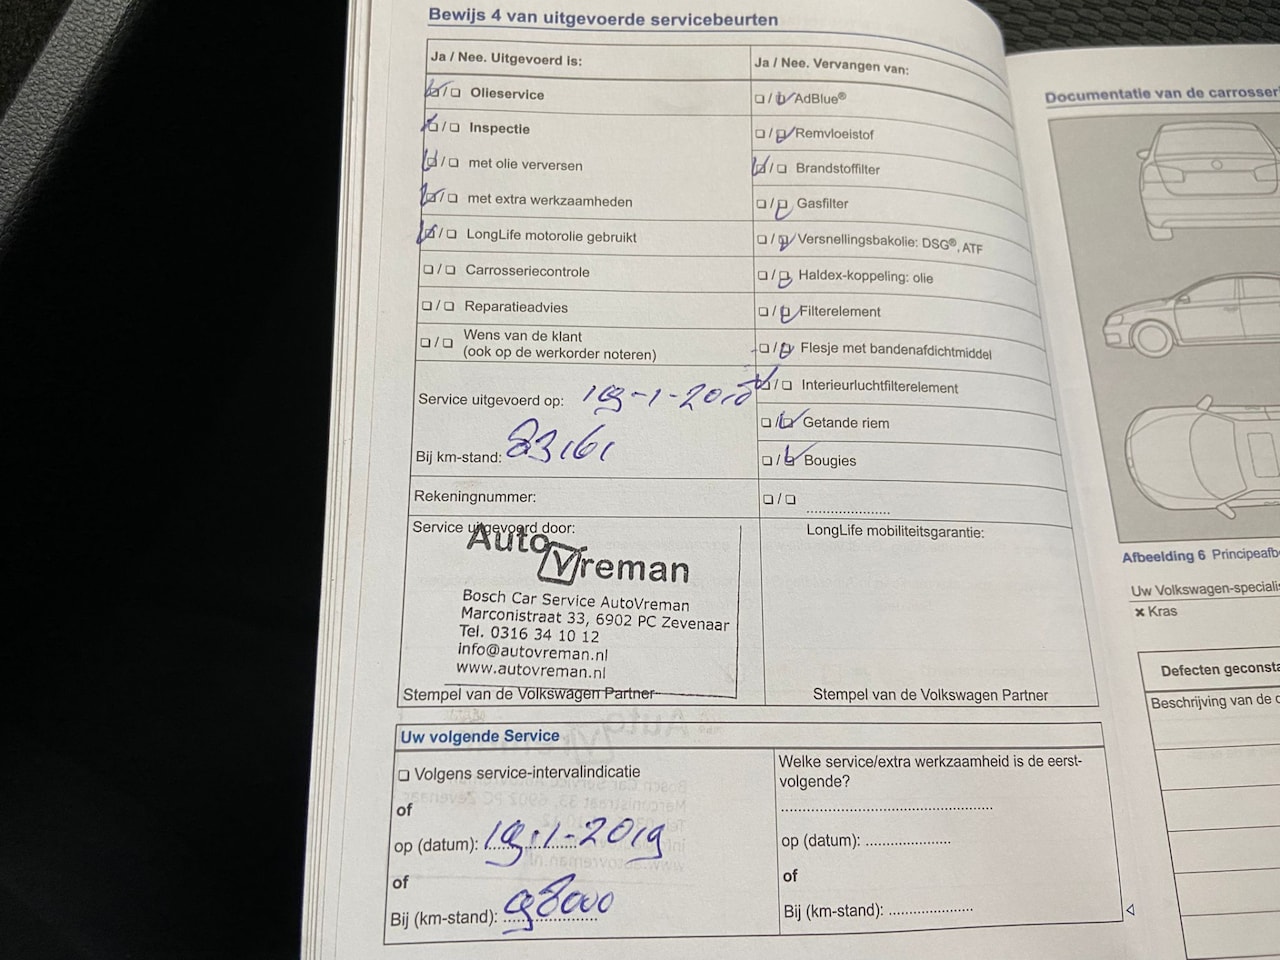 Bewijs 4 van uitgevoerde servicebeurten
Ja / Nee. Uitgevoerd is:
Olieservice
Inspectie
met olie verversen
met extra werkzaamheden
LongLife motorolie gebruikt
Carrosseriecontrole
Reparatieadvies
Wens van de klant
(ook op de werkorder noteren)
Service uitgevoerd op: 19-1-2018
Bij km-stand: 83161
Rekeningnummer:
Service uitgevoerd door:
Auto Vreman
Bosch Car Service AutoVreman
Marconistraat 33, 6902 PC Zevenaar
Tel. 0316 34 10 12
info@autovreman.nl
www.autovreman.nl
Stempel van de Volkswagen Partner
Ja / Nee. Vervangen van:
AdBlue®
Remvloeistof
Brandstoffilter
Gasfilter
Versnellingsbakolie: DSG®, ATF
Haldex-koppeling: olie
Filterelement
Flesje met bandenafdichtmiddel
Interieurluchtfilterelement
Getande riem
Bougies
LongLife mobiliteitsgarantie:
Stempel van de Volkswagen Partner
Uw volgende Service
Volgens service-intervalindicatie
of
op (datum): 19-1-2019
of
Bij (km-stand): 98000
Welke service/extra werkzaamheid is de eerst-
volgende?
op (datum):
of
Bij (km-stand):
Documentatie van de carrosser
Afbeelding 6 Principeafb
Uw Volkswagen-speciali
× Kras
Defecten geconsta
Beschrijving van de